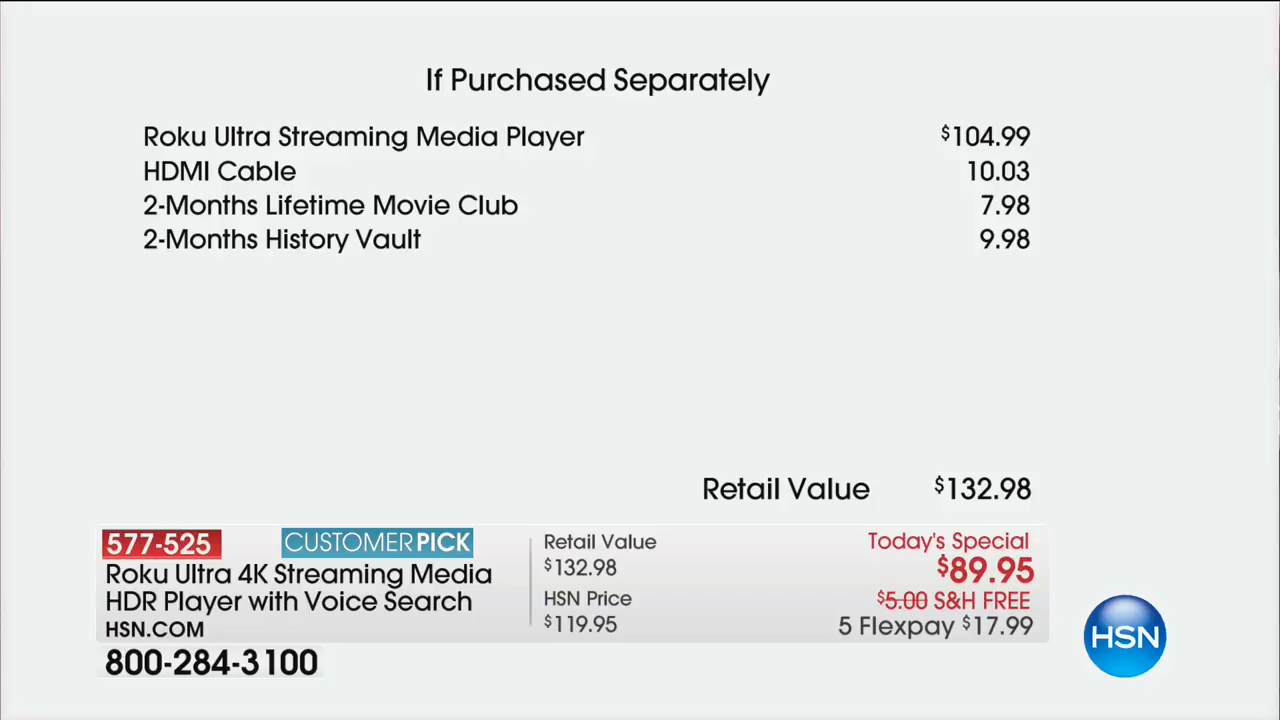 If Purchased Separately
Roku Ultra Streaming Media Player $104.99
HDMI Cable 10.03
2-Months Lifetime Movie Club 7.98
2-Months History Vault 9.98
Retail Value $132.98
577-525 CUSTOMERPICK
Roku Ultra 4K Streaming Media
HDR Player with Voice Search
HSN.COM
800-284-3100
Retail Value
$132.98
HSN Price
$119.95
Today's Special
$89.95
$5.00 S&H FREE
5 Flexpay $17.99
HSN